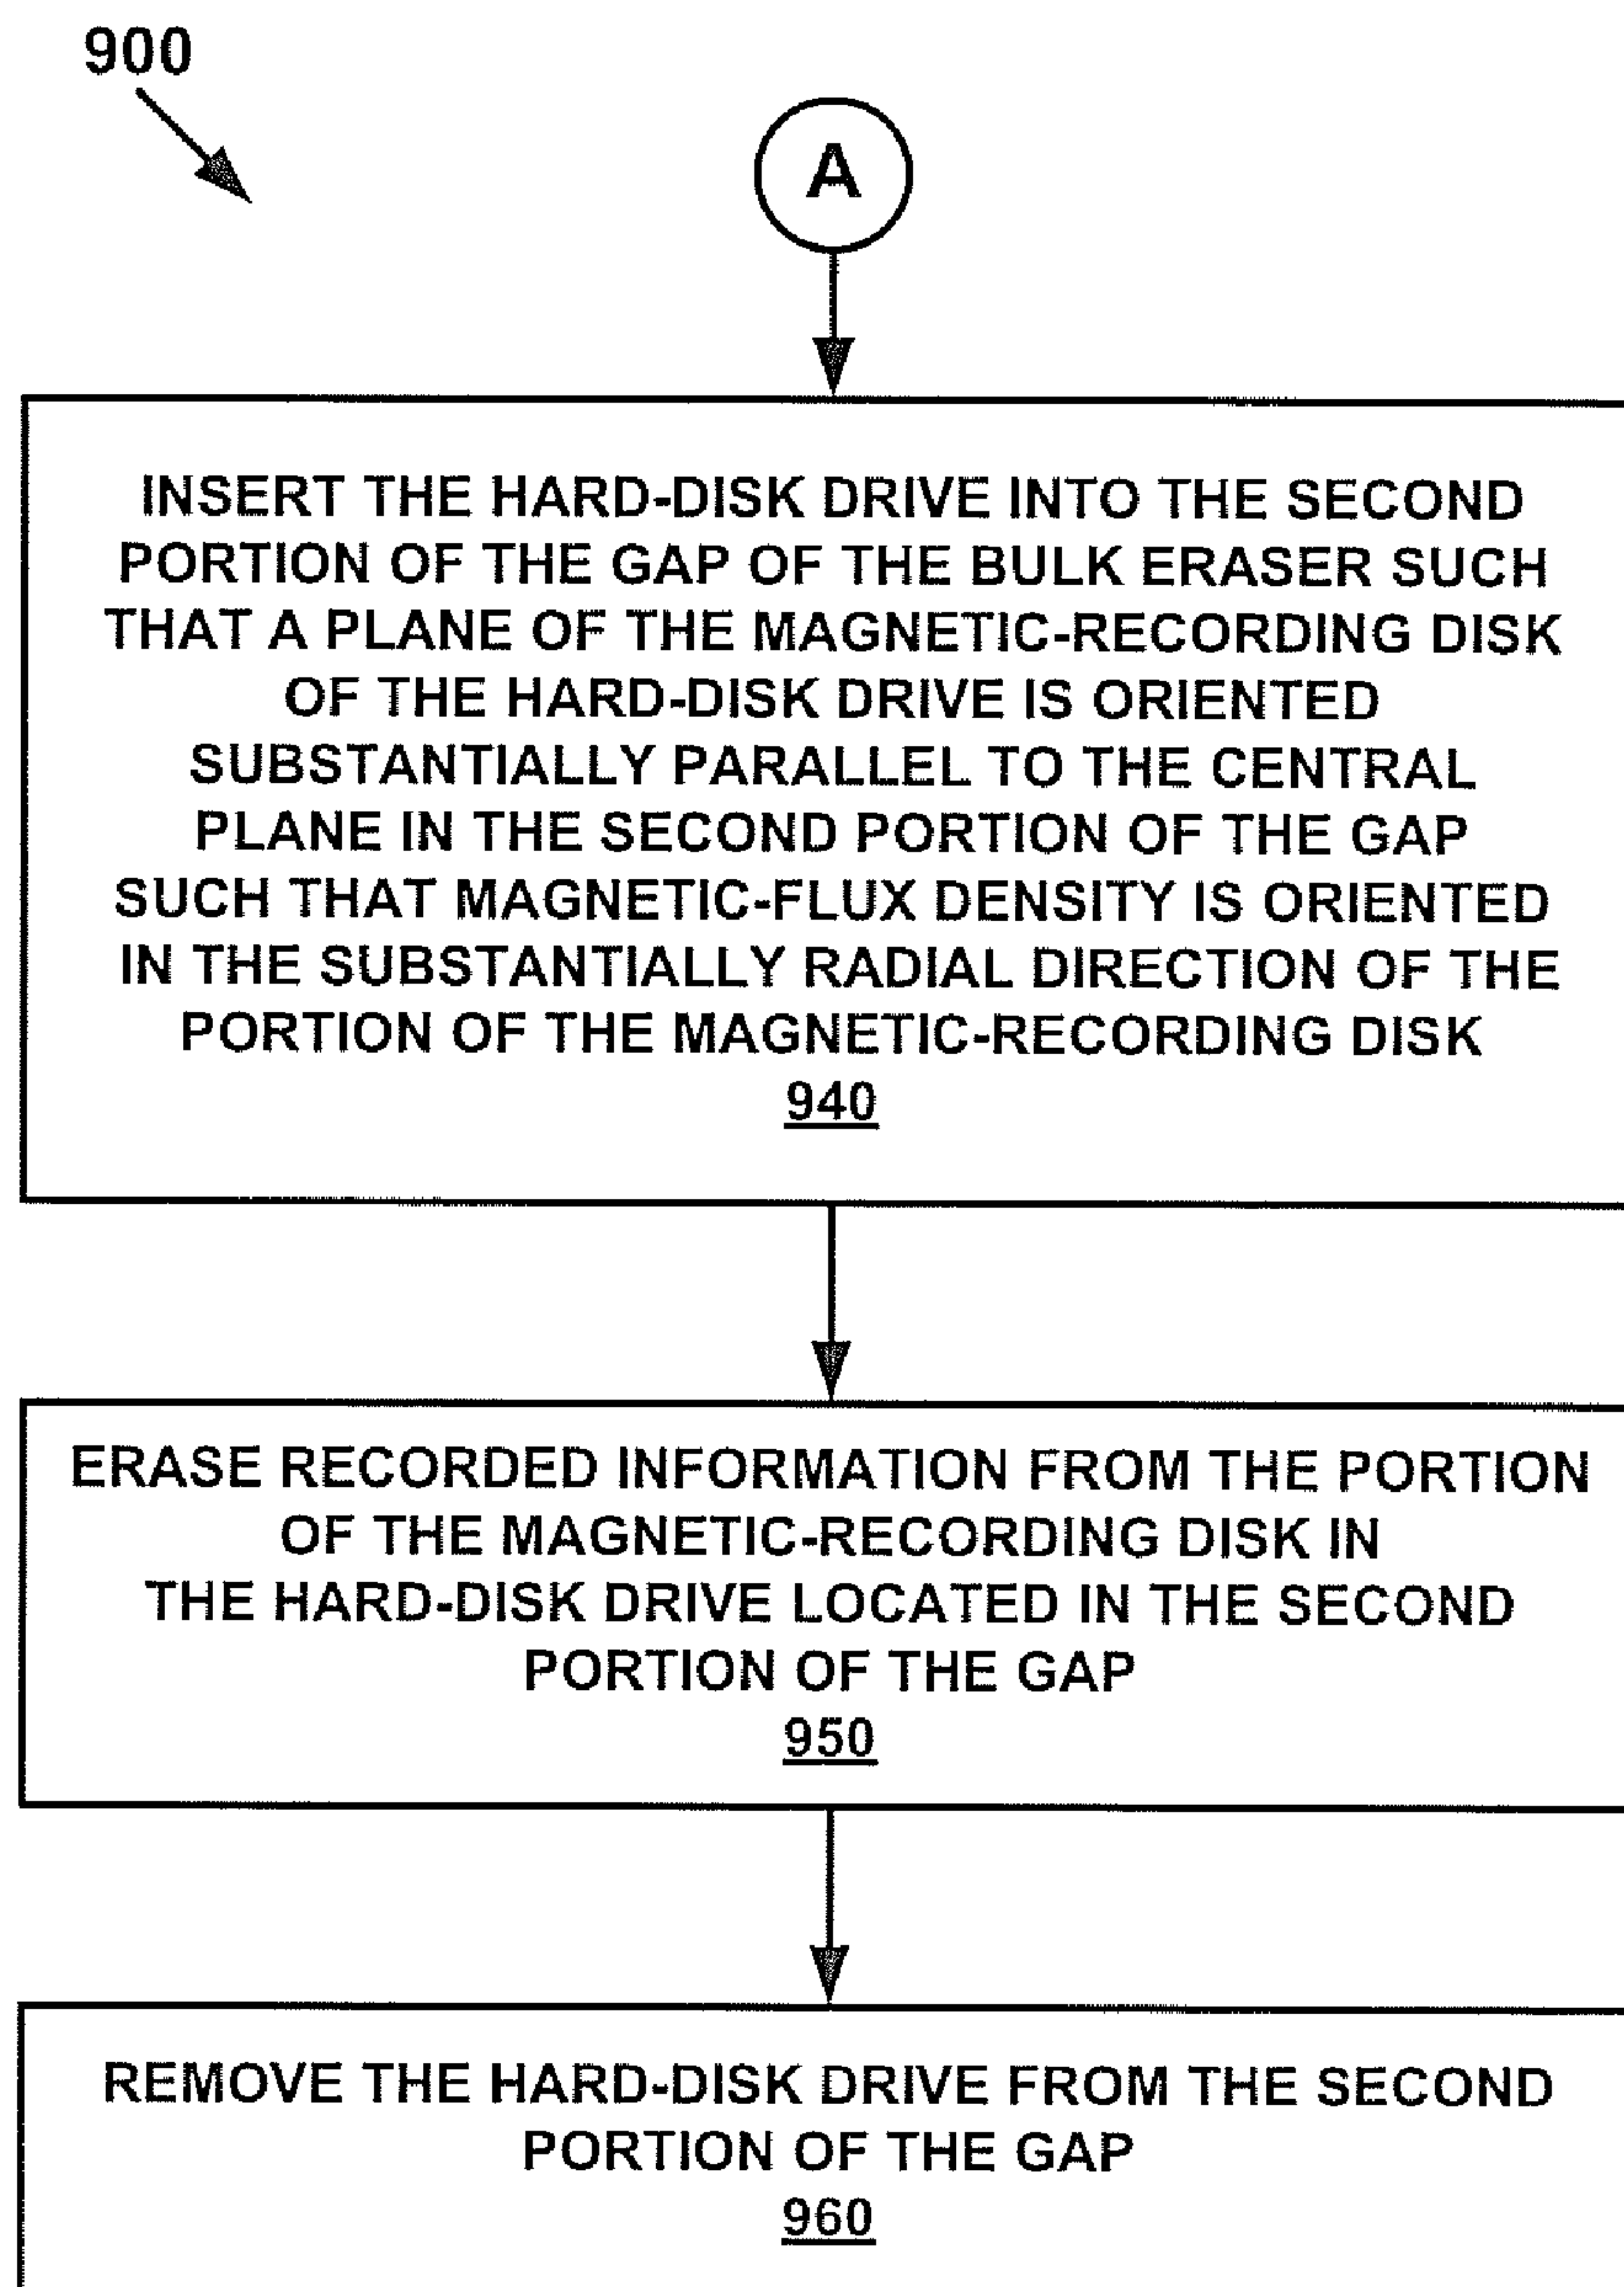 900
A
INSERT THE HARD-DISK DRIVE INTO THE SECOND
PORTION OF THE GAP OF THE BULK ERASER SUCH
THAT A PLANE OF THE MAGNETIC-RECORDING DISK
OF THE HARD-DISK DRIVE IS ORIENTED
SUBSTANTIALLY PARALLEL TO THE CENTRAL
PLANE IN THE SECOND PORTION OF THE GAP
SUCH THAT MAGNETIC-FLUX DENSITY IS ORIENTED
IN THE SUBSTANTIALLY RADIAL DIRECTION OF THE
PORTION OF THE MAGNETIC-RECORDING DISK
940
ERASE RECORDED INFORMATION FROM THE PORTION
OF THE MAGNETIC-RECORDING DISK IN
THE HARD-DISK DRIVE LOCATED IN THE SECOND
PORTION OF THE GAP
950
REMOVE THE HARD-DISK DRIVE FROM THE SECOND
PORTION OF THE GAP
960